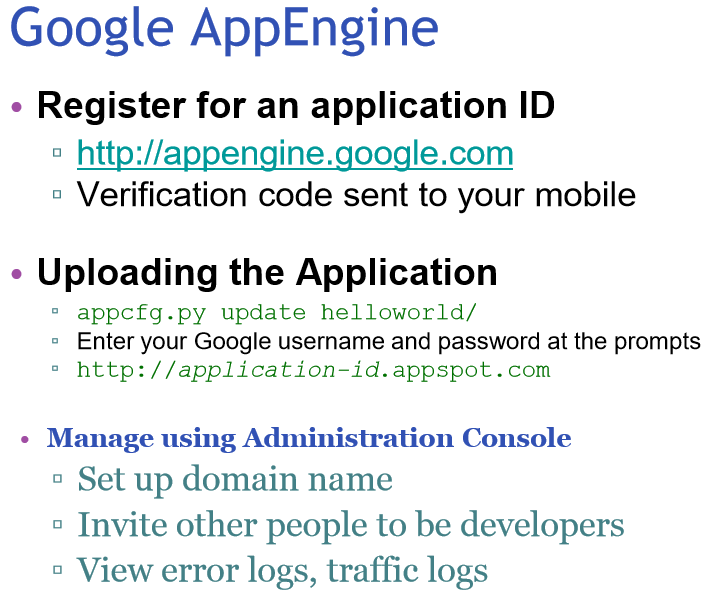 Google AppEngine
• Register for an application ID
▫ http://appengine.google.com
▫ Verification code sent to your mobile
• Uploading the Application
▫ appcfg.py update helloworld/
▫ Enter your Google username and password at the prompts
▫ http://application-id.appspot.com
• Manage using Administration Console
▫ Set up domain name
▫ Invite other people to be developers
▫ View error logs, traffic logs